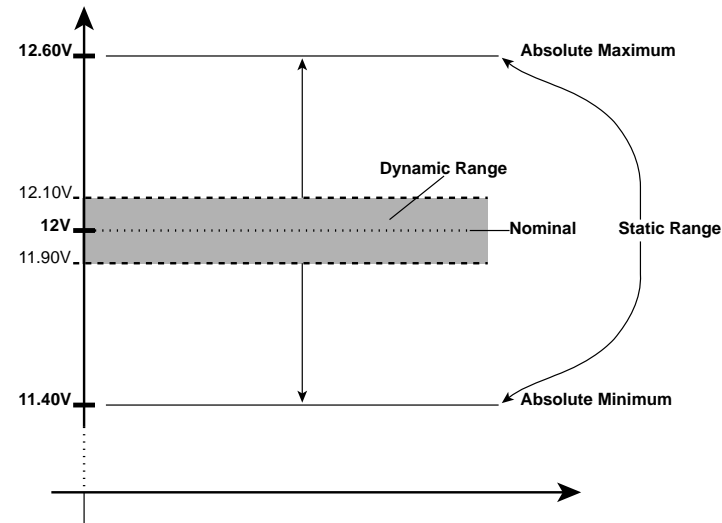 12.60V
Absolute Maximum
Dynamic Range
12.10V
12V
Nominal
Static Range
11.90V
11.40V
Absolute Minimum